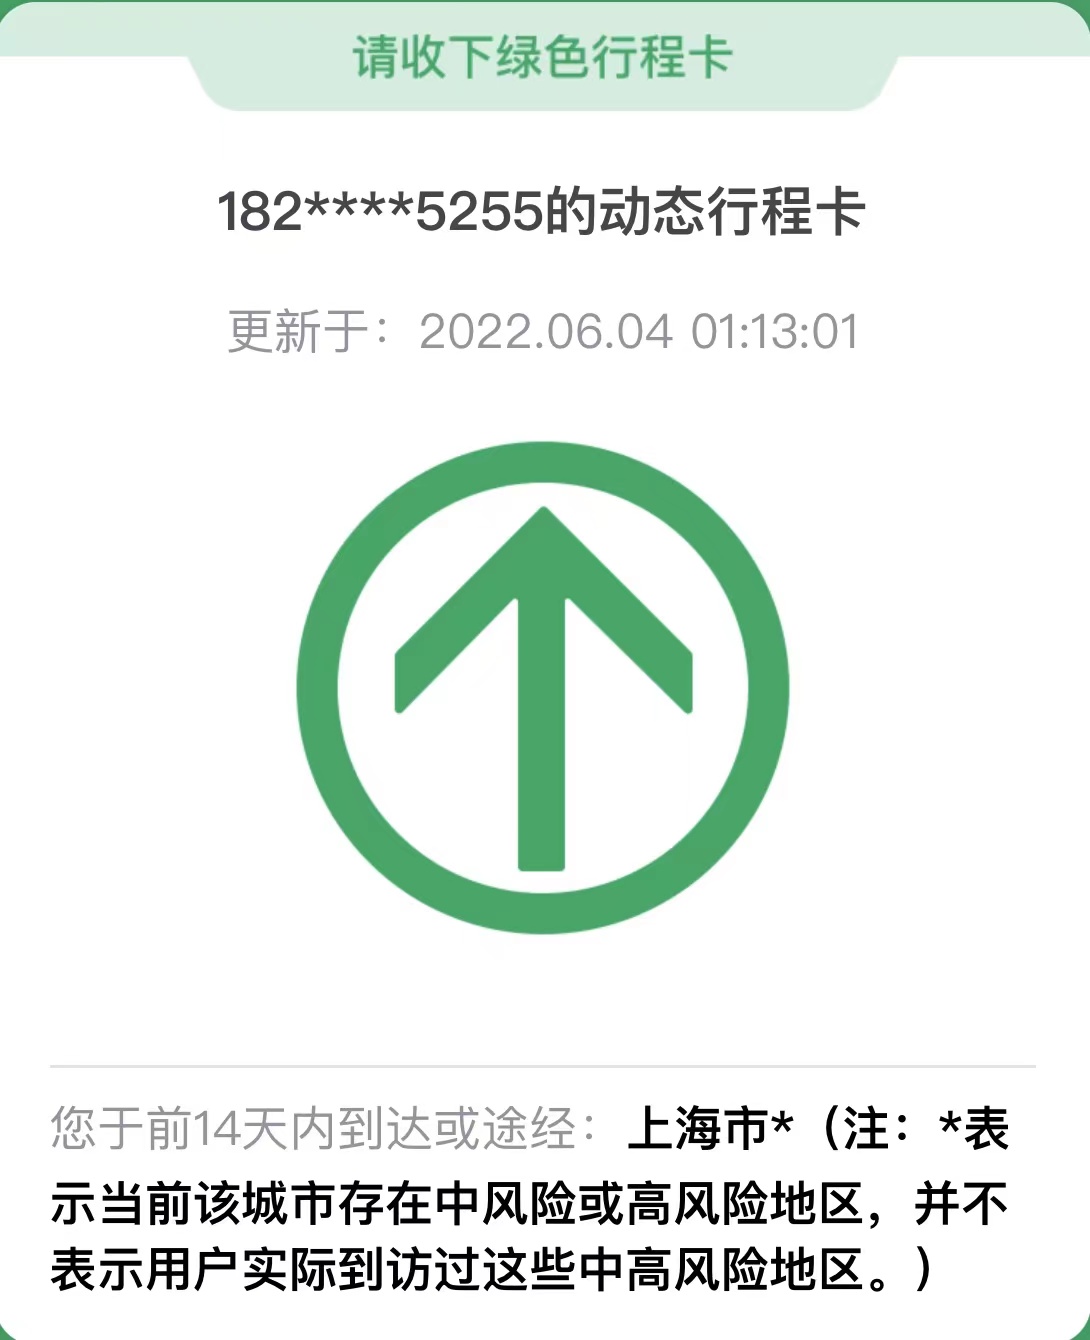 请收下绿色行程卡
182****5255的动态行程卡
更新于：2022.06.04 01:13:01
您于前14天内到达或途经：上海市*（注：*表
示当前该城市存在中风险或高风险地区，并不
表示用户实际到访过这些中高风险地区。）